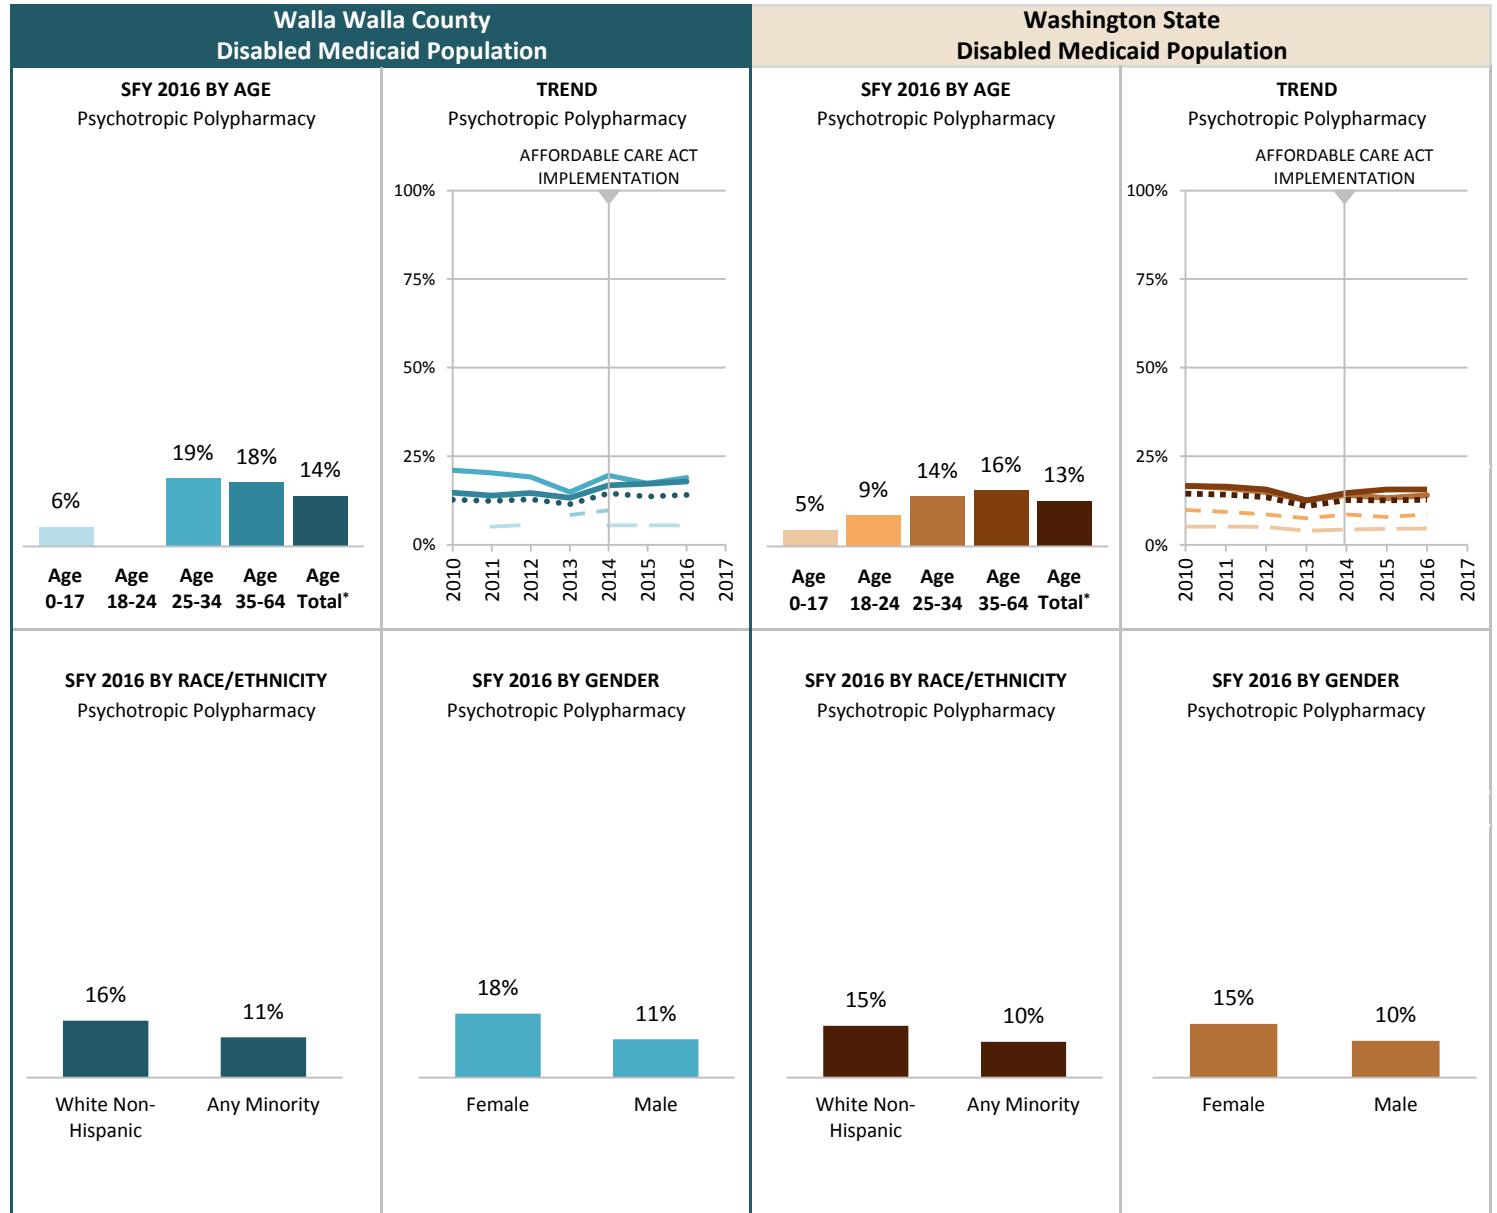 Walla Walla County
Disabled Medicaid Population
Washington State
Disabled Medicaid Population
SFY 2016 BY AGE
Psychotropic Polypharmacy
6%
19%
18%
14%
Age
0-17
Age
18-24
Age
25-34
Age
35-64
Age
Total*
TREND
Psychotropic Polypharmacy
AFFORDABLE CARE ACT
IMPLEMENTATION
100%
75%
50%
25%
0%
2010
2011
2012
2013
2014
2015
2016
2017
SFY 2016 BY AGE
Psychotropic Polypharmacy
5%
9%
14%
16%
13%
Age
0-17
Age
18-24
Age
25-34
Age
35-64
Age
Total*
TREND
Psychotropic Polypharmacy
AFFORDABLE CARE ACT
IMPLEMENTATION
100%
75%
50%
25%
0%
2010
2011
2012
2013
2014
2015
2016
2017
SFY 2016 BY RACE/ETHNICITY
Psychotropic Polypharmacy
16%
11%
White Non-
Hispanic
Any Minority
SFY 2016 BY GENDER
Psychotropic Polypharmacy
18%
11%
Female
Male
SFY 2016 BY RACE/ETHNICITY
Psychotropic Polypharmacy
15%
10%
White Non-
Hispanic
Any Minority
SFY 2016 BY GENDER
Psychotropic Polypharmacy
15%
10%
Female
Male